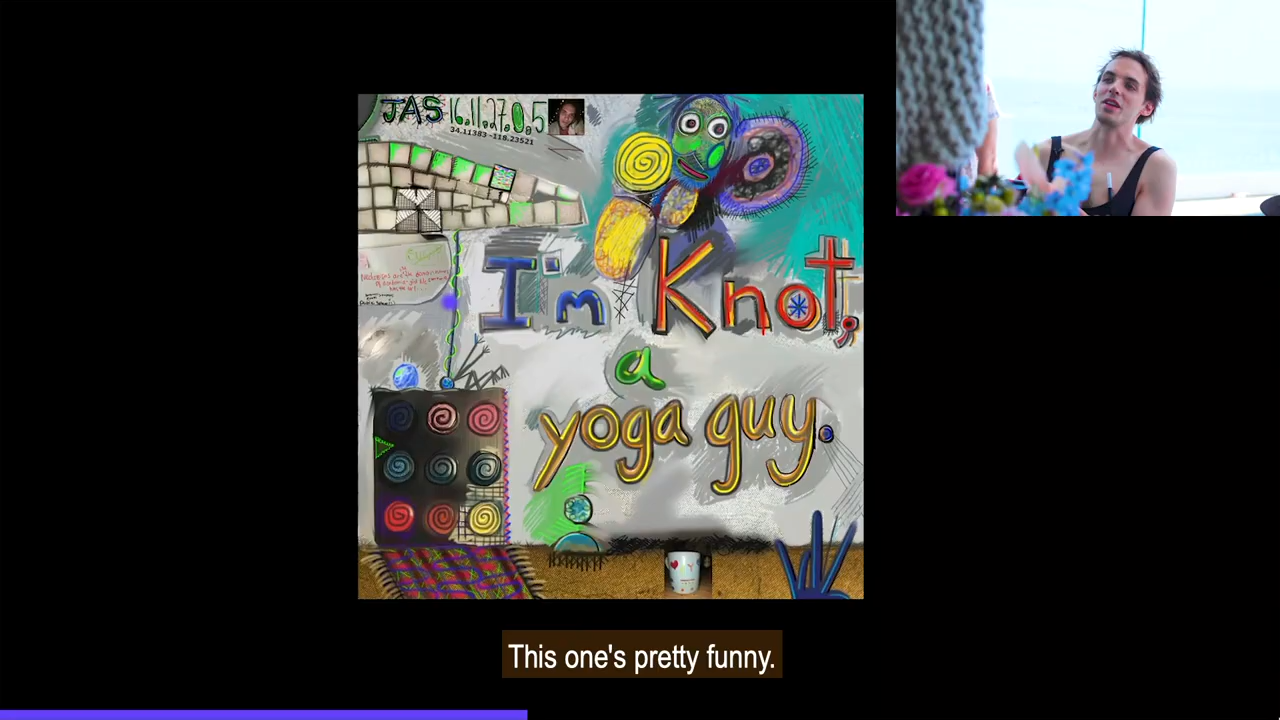 JAS 16.11.27 0.5
34.11383 -118.23521
I'm Knot,
a
yoga guy.
This one's pretty funny.